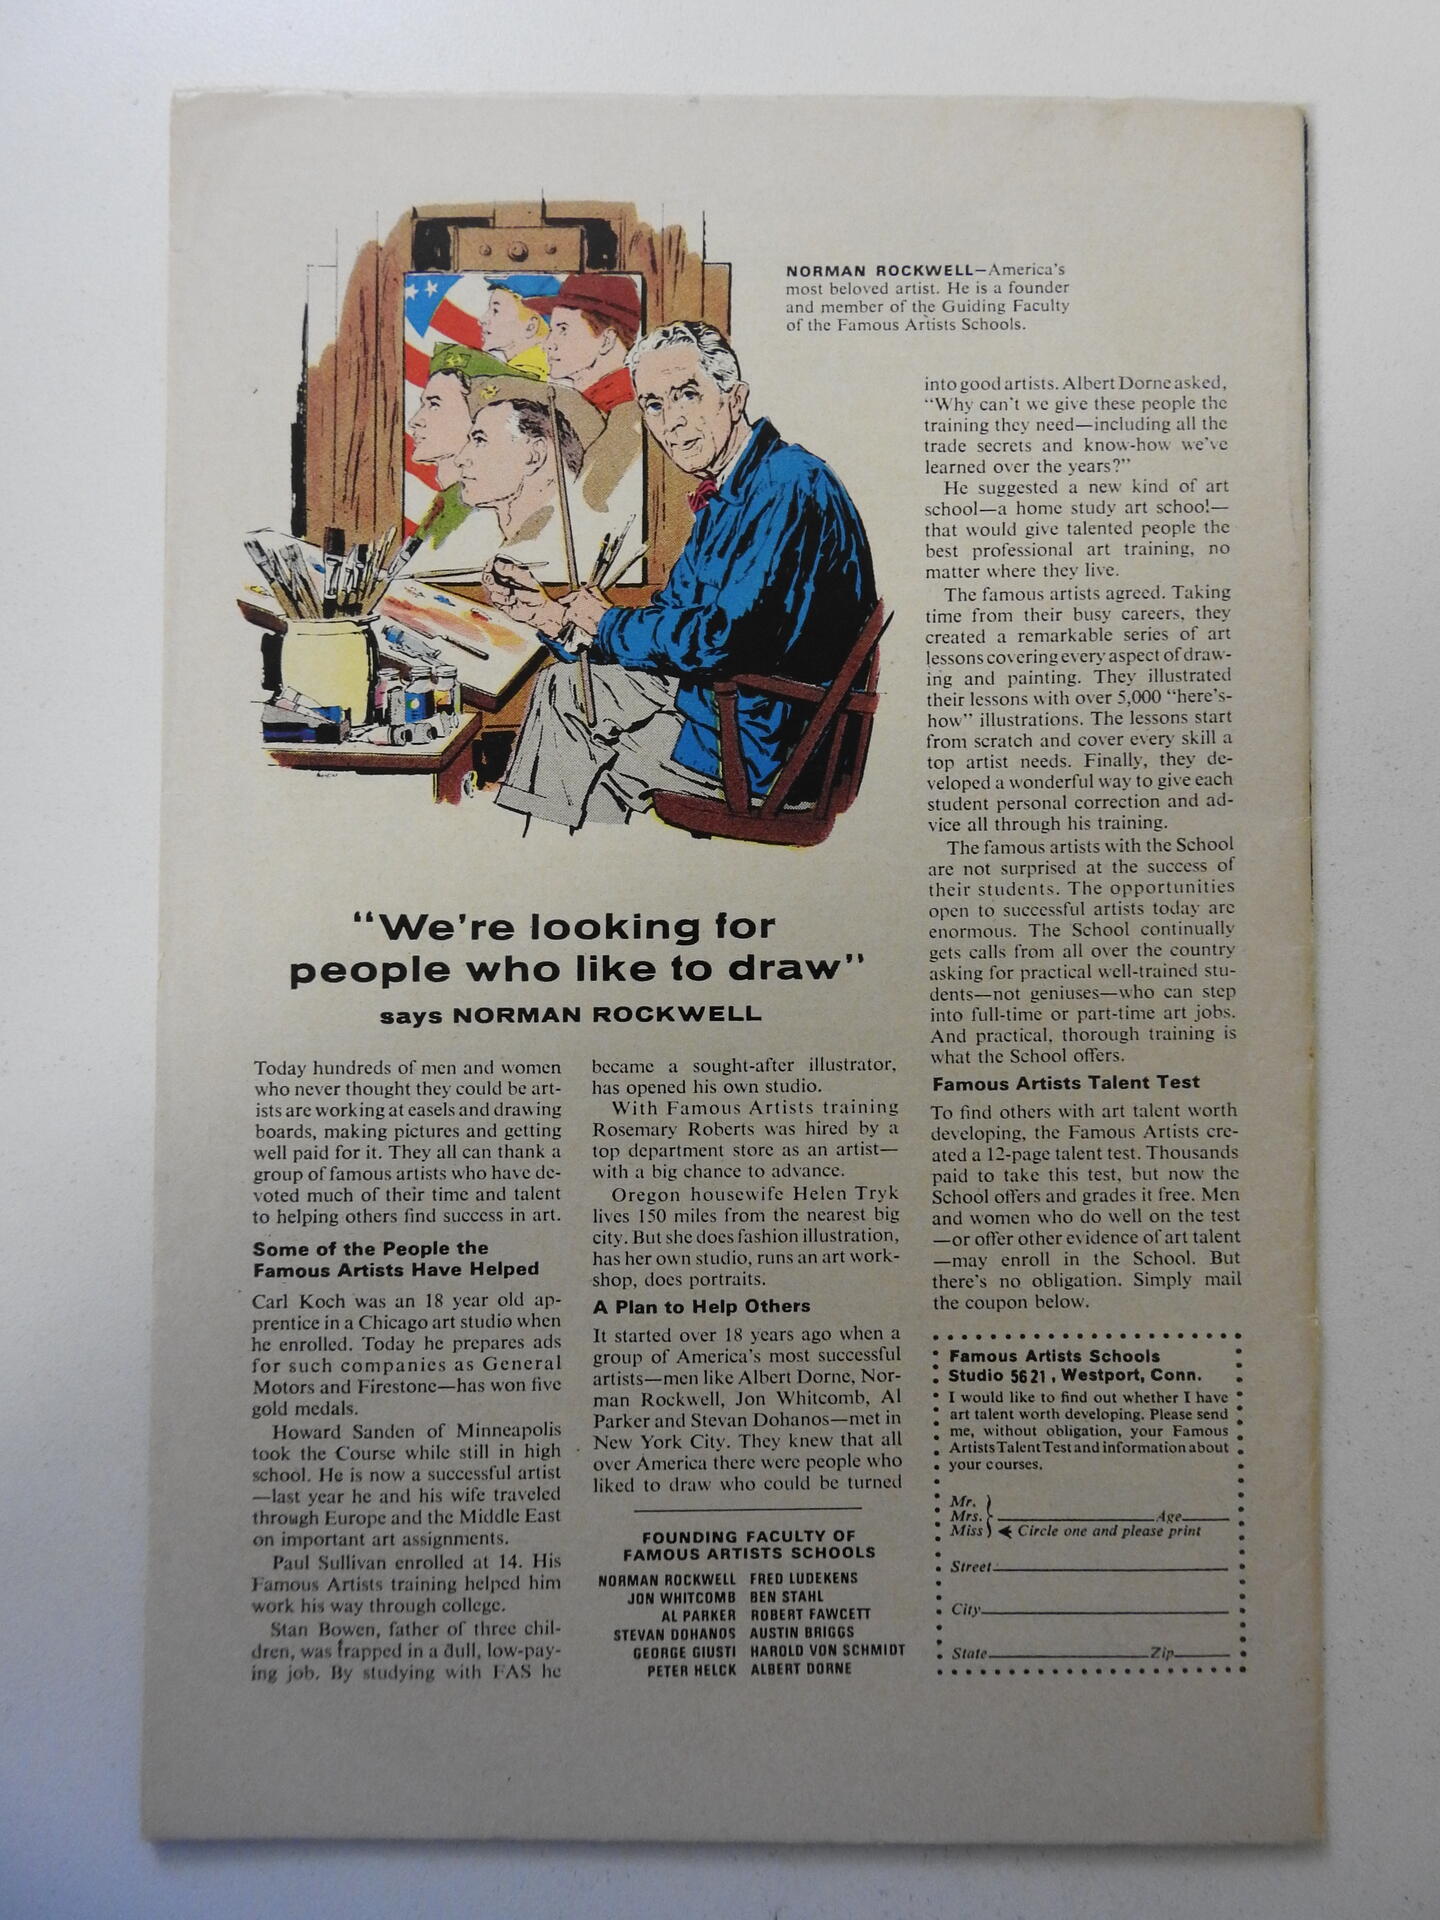 NORMAN ROCKWELL—America's
most beloved artist. He is a founder
and member of the Guiding Faculty
of the Famous Artists Schools.
"We're looking for
people who like to draw"
says NORMAN ROCKWELL
Today hundreds of men and women
who never thought they could be art-
ists are working at easels and drawing
boards, making pictures and getting
well paid for it. They all can thank a
group of famous artists who have de-
voted much of their time and talent
to helping others find success in art.
Some of the People the
Famous Artists Have Helped
Carl Koch was an 18 year old ap-
prentice in a Chicago art studio when
he enrolled. Today he prepares ads
for such companies as General
Motors and Firestone—has won five
gold medals.
Howard Sanden of Minneapolis
took the Course while still in high
school. He is now a successful artist
—last year he and his wife traveled
through Europe and the Middle East
on important art assignments.
Paul Sullivan enrolled at 14. His
Famous Artists training helped him
work his way through college.
Stan Bowen, father of three chil-
dren, was trapped in a dull, low-pay-
ing job. By studying with FAS he
became a sought-after illustrator,
has opened his own studio.
With Famous Artists training
Rosemary Roberts was hired by a
top department store as an artist—
with a big chance to advance.
Oregon housewife Helen Tryk
lives 150 miles from the nearest big
city. But she does fashion illustration,
has her own studio, runs an art work-
shop, does portraits.
A Plan to Help Others
It started over 18 years ago when a
group of America's most successful
artists—men like Albert Dorne, Nor-
man Rockwell, Jon Whitcomb, Al
Parker and Stevan Dohanos—met in
New York City. They knew that all
over America there were people who
liked to draw who could be turned
FOUNDING FACULTY OF
FAMOUS ARTISTS SCHOOLS
NORMAN ROCKWELL FRED LUDEKENS
JON WHITCOMB BEN STAHL
AL PARKER ROBERT FAWCETT
STEVAN DOHANOS AUSTIN BRIGGS
GEORGE GIUSTI HAROLD VON SCHMIDT
PETER HELCK ALBERT DORNE
into good artists. Albert Dorne asked,
"Why can't we give these people the
training they need—including all the
trade secrets and know-how we've
learned over the years?"
He suggested a new kind of art
school—a home study art school—
that would give talented people the
best professional art training, no
matter where they live.
The famous artists agreed. Taking
time from their busy careers, they
created a remarkable series of art
lessons covering every aspect of draw-
ing and painting. They illustrated
their lessons with over 5,000 "here's-
how" illustrations. The lessons start
from scratch and cover every skill a
top artist needs. Finally, they de-
veloped a wonderful way to give each
student personal correction and ad-
vice all through his training.
The famous artists with the School
are not surprised at the success of
their students. The opportunities
open to successful artists today are
enormous. The School continually
gets calls from all over the country
asking for practical well-trained stu-
dents—not geniuses—who can step
into full-time or part-time art jobs.
And practical, thorough training is
what the School offers.
Famous Artists Talent Test
To find others with art talent worth
developing, the Famous Artists cre-
ated a 12-page talent test. Thousands
paid to take this test, but now the
School offers and grades it free. Men
and women who do well on the test
—or offer other evidence of art talent
—may enroll in the School. But
there's no obligation. Simply mail
the coupon below.
Famous Artists Schools
Studio 5621, Westport, Conn.
I would like to find out whether I have
art talent worth developing. Please send
me, without obligation, your Famous
Artists Talent Test and information about
your courses.
Mr.
Mrs. Age
Miss Circle one and please print
Street
City
State Zip